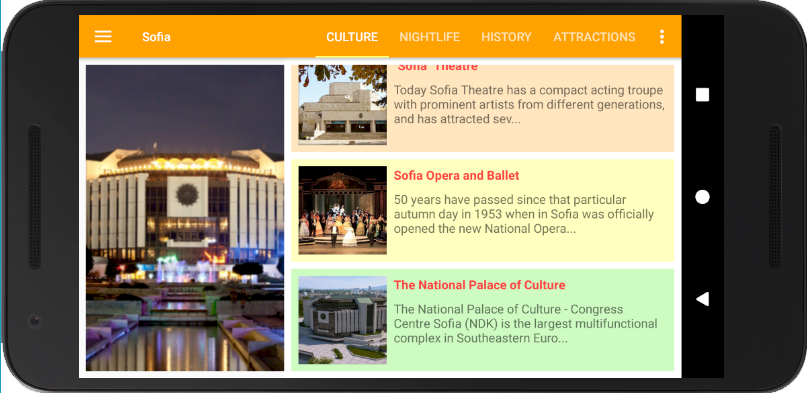 Sofia
CULTURE
NIGHTLIFE
HISTORY
ATTRACTIONS
"Sofia" Theatre
Today Sofia Theatre has a compact acting troupe
with prominent artists from different generations,
and has attracted sev...
Sofia Opera and Ballet
50 years have passed since that particular
autumn day in 1953 when in Sofia was officially
opened the new National Opera...
The National Palace of Culture
The National Palace of Culture - Congress
Centre Sofia (NDK) is the largest multifunctional
complex in Southeastern Euro...